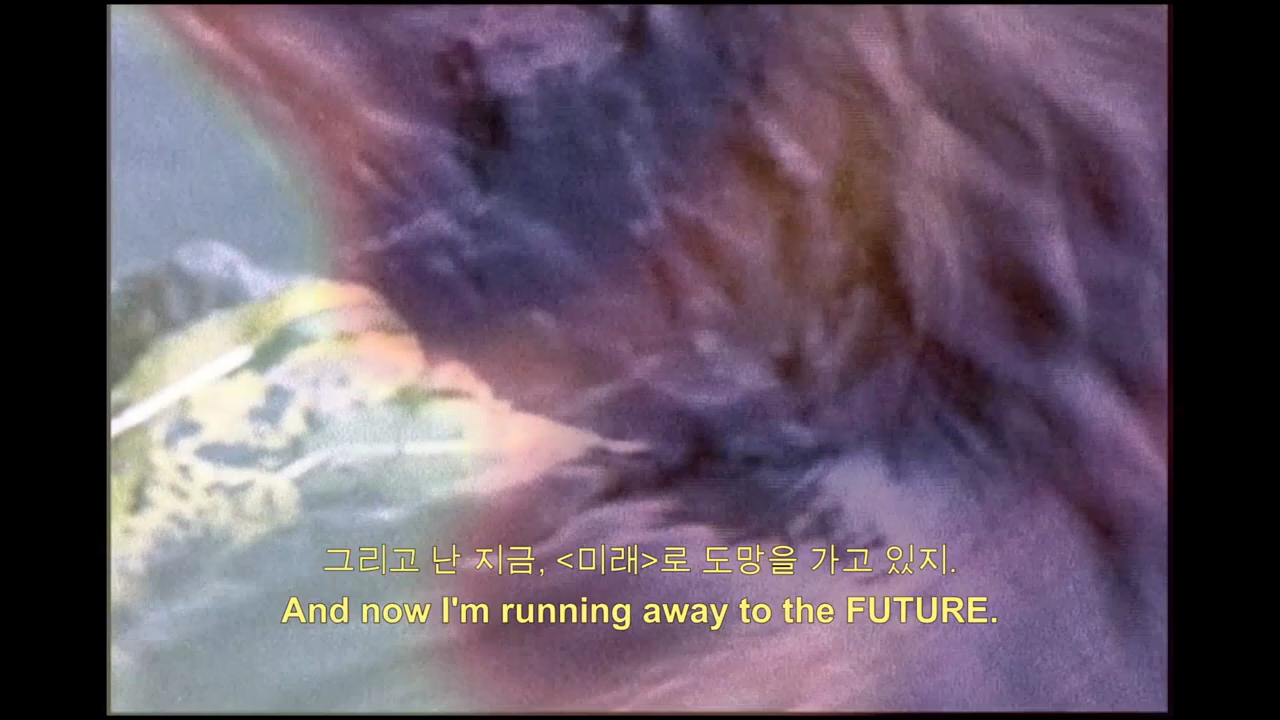 그리고 난 지금, <미래>로 도망을 가고 있지.
And now I'm running away to the FUTURE.